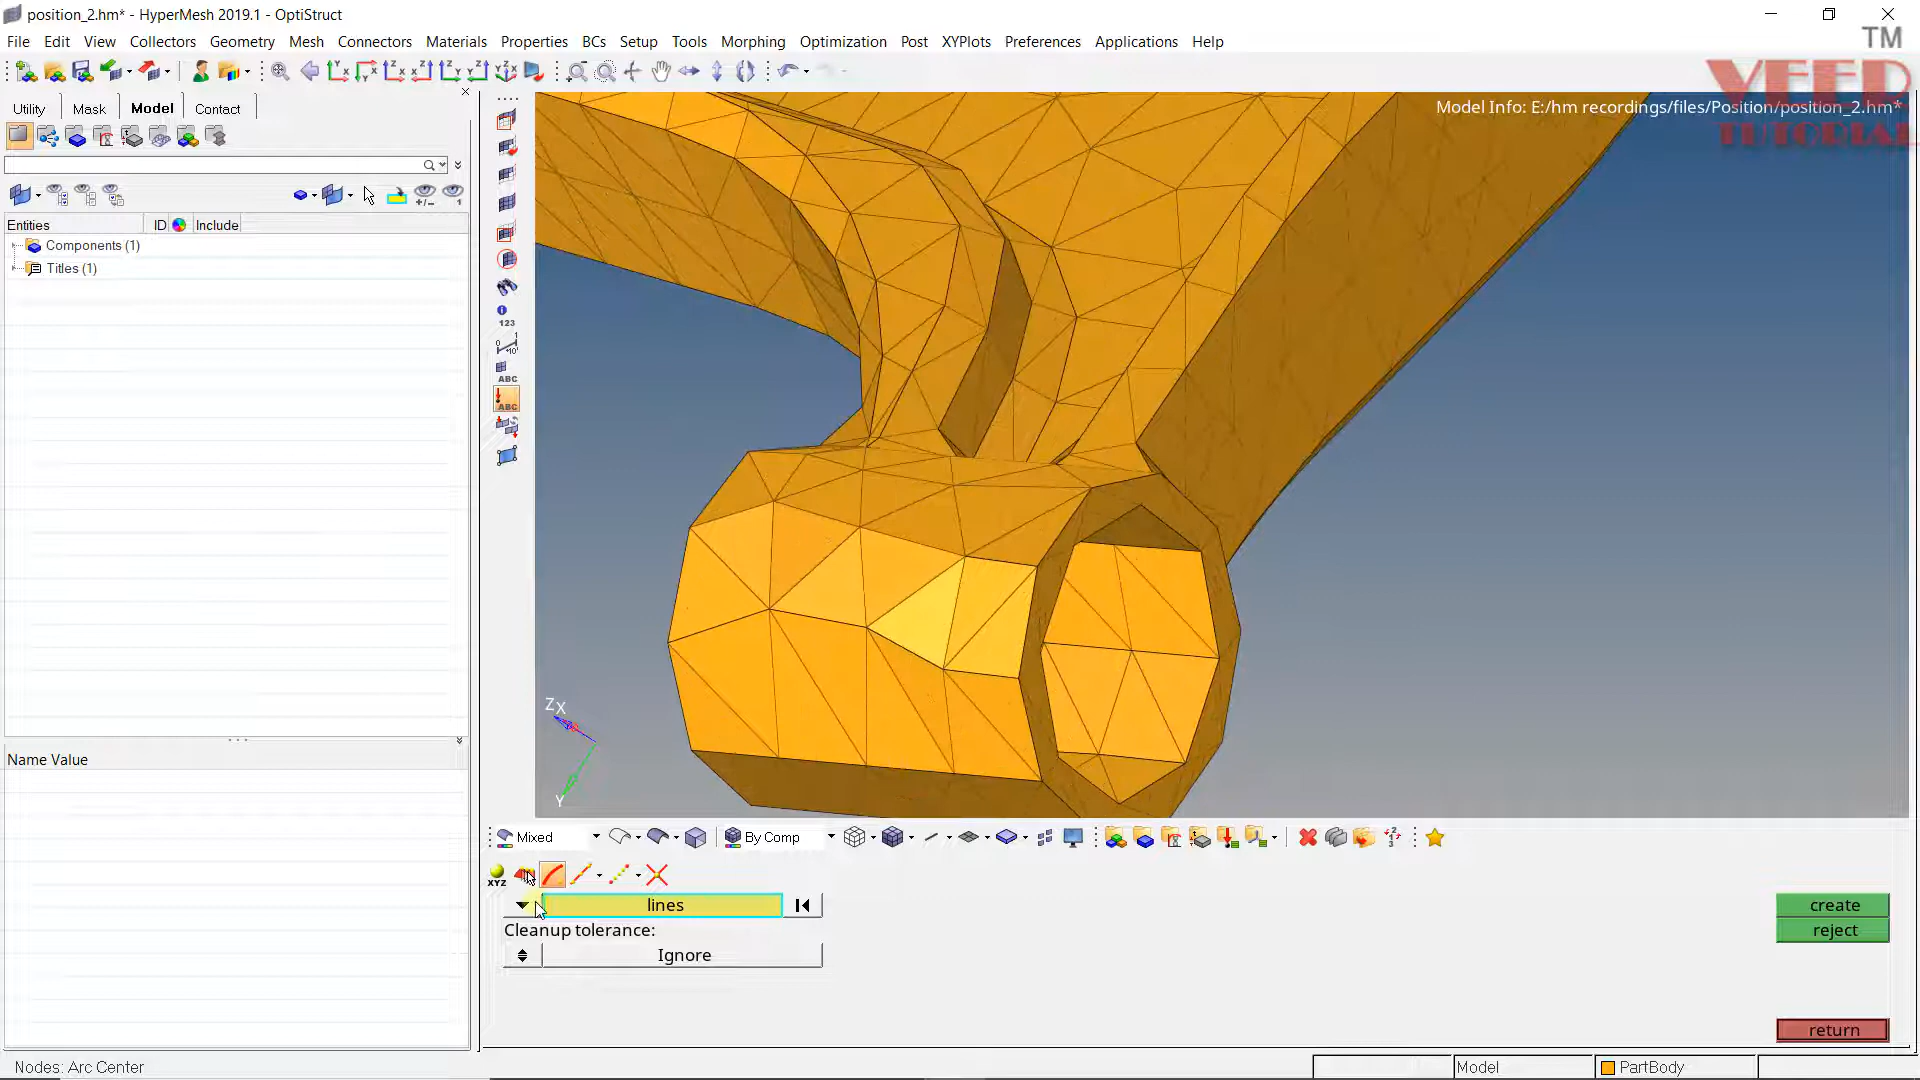 position_2.hm* - HyperMesh 2019.1 - OptiStruct
TM
File Edit View Collectors Geometry Mesh Connectors Materials Properties BCs Setup Tools Morphing Connectors Optimization Post XYPlots Preferences Applications Help
VEED
TUTORIAL
Utility Mask Model Contact
Model Info: E:/hm recordings/files/Position/position_2.hm*
Entities ID Include
Components (1)
Titles (1)
123
ABC
ABC
Z X
Y
Name Value
Mixed By Comp
XYZ
lines
create
Cleanup tolerance:
reject
Ignore
return
Nodes: Arc Center
Model
PartBody